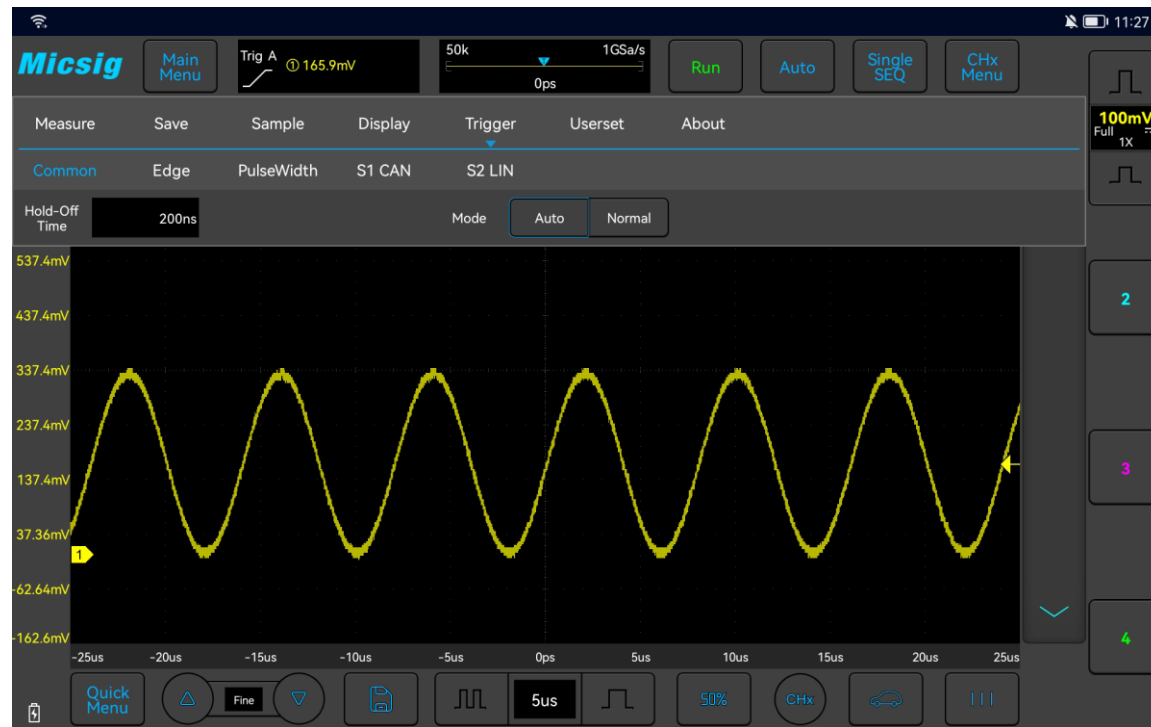 11:27
Micsig
Main
Menu
Trig A ① 165.9mV
50k 1GSa/s
0ps
Run
Auto
Single
SEQ
CHx
Menu
Measure Save Sample Display Trigger Userset About
Common Edge PulseWidth S1 CAN S2 LIN
Hold-Off
Time
200ns
Mode
Auto
Normal
100mV
Full
1X
2
3
4
537.4mV
437.4mV
337.4mV
237.4mV
137.4mV
37.36mV
1
-62.64mV
-162.6mV
-25us -20us -15us -10us -5us 0ps 5us 10us 15us 20us 25us
Quick
Menu
Fine
5us
50%
CHx